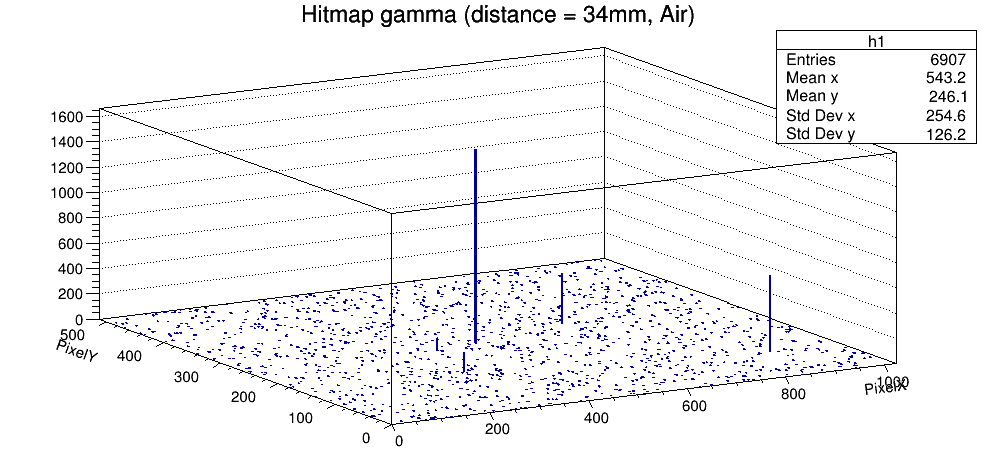 Hitmap gamma (distance = 34mm, Air)
h1
Entries 6907
Mean x 543.2
Mean y 246.1
Std Dev x 254.6
Std Dev y 126.2
1600
1400
1200
1000
800
600
400
200
0
500
400
300
200
100
0
PixelY
0
200
400
600
800
1000
PixelX